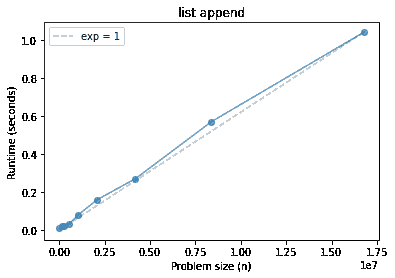 list append
exp = 1
Runtime (seconds)
1.0
0.8
0.6
0.4
0.2
0.0
0.00 0.25 0.50 0.75 1.00 1.25 1.50 1.75
1e7
Problem size (n)